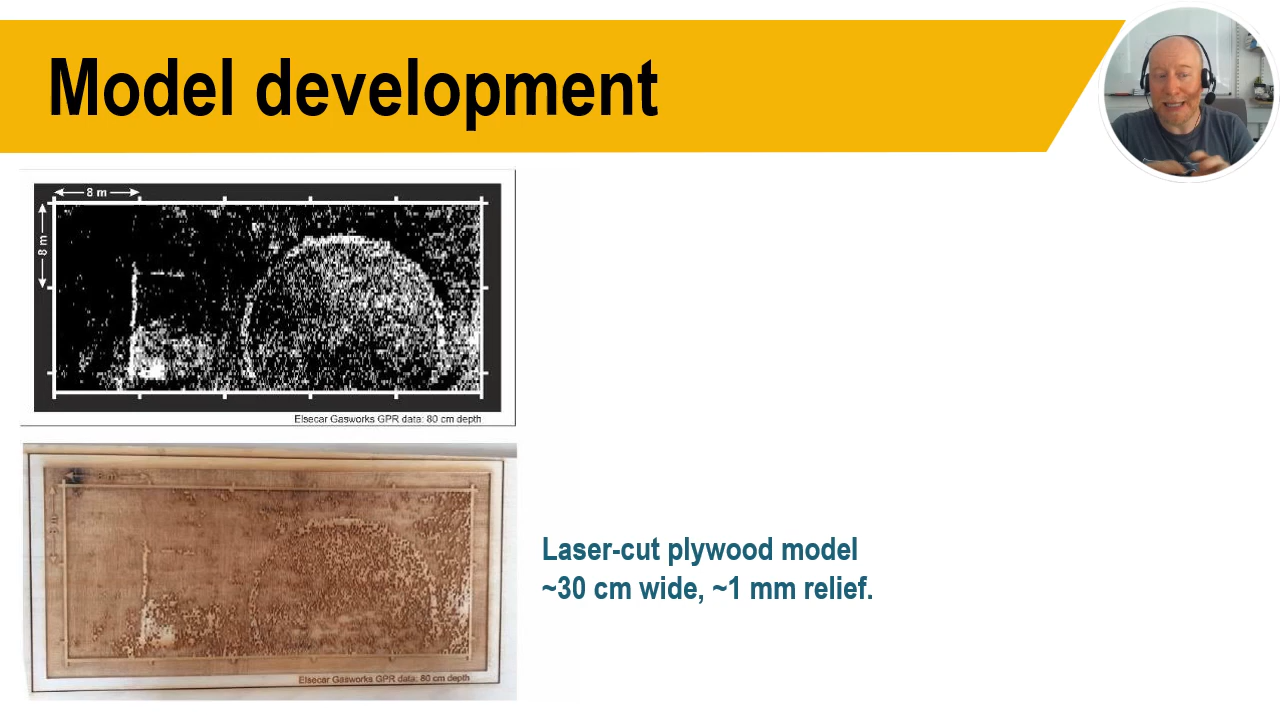 Model development
8 m
8 m
Elsecar Gasworks GPR data: 80 cm depth
Elsecar Gasworks GPR data: 80 cm depth
Laser-cut plywood model
~30 cm wide, ~1 mm relief.